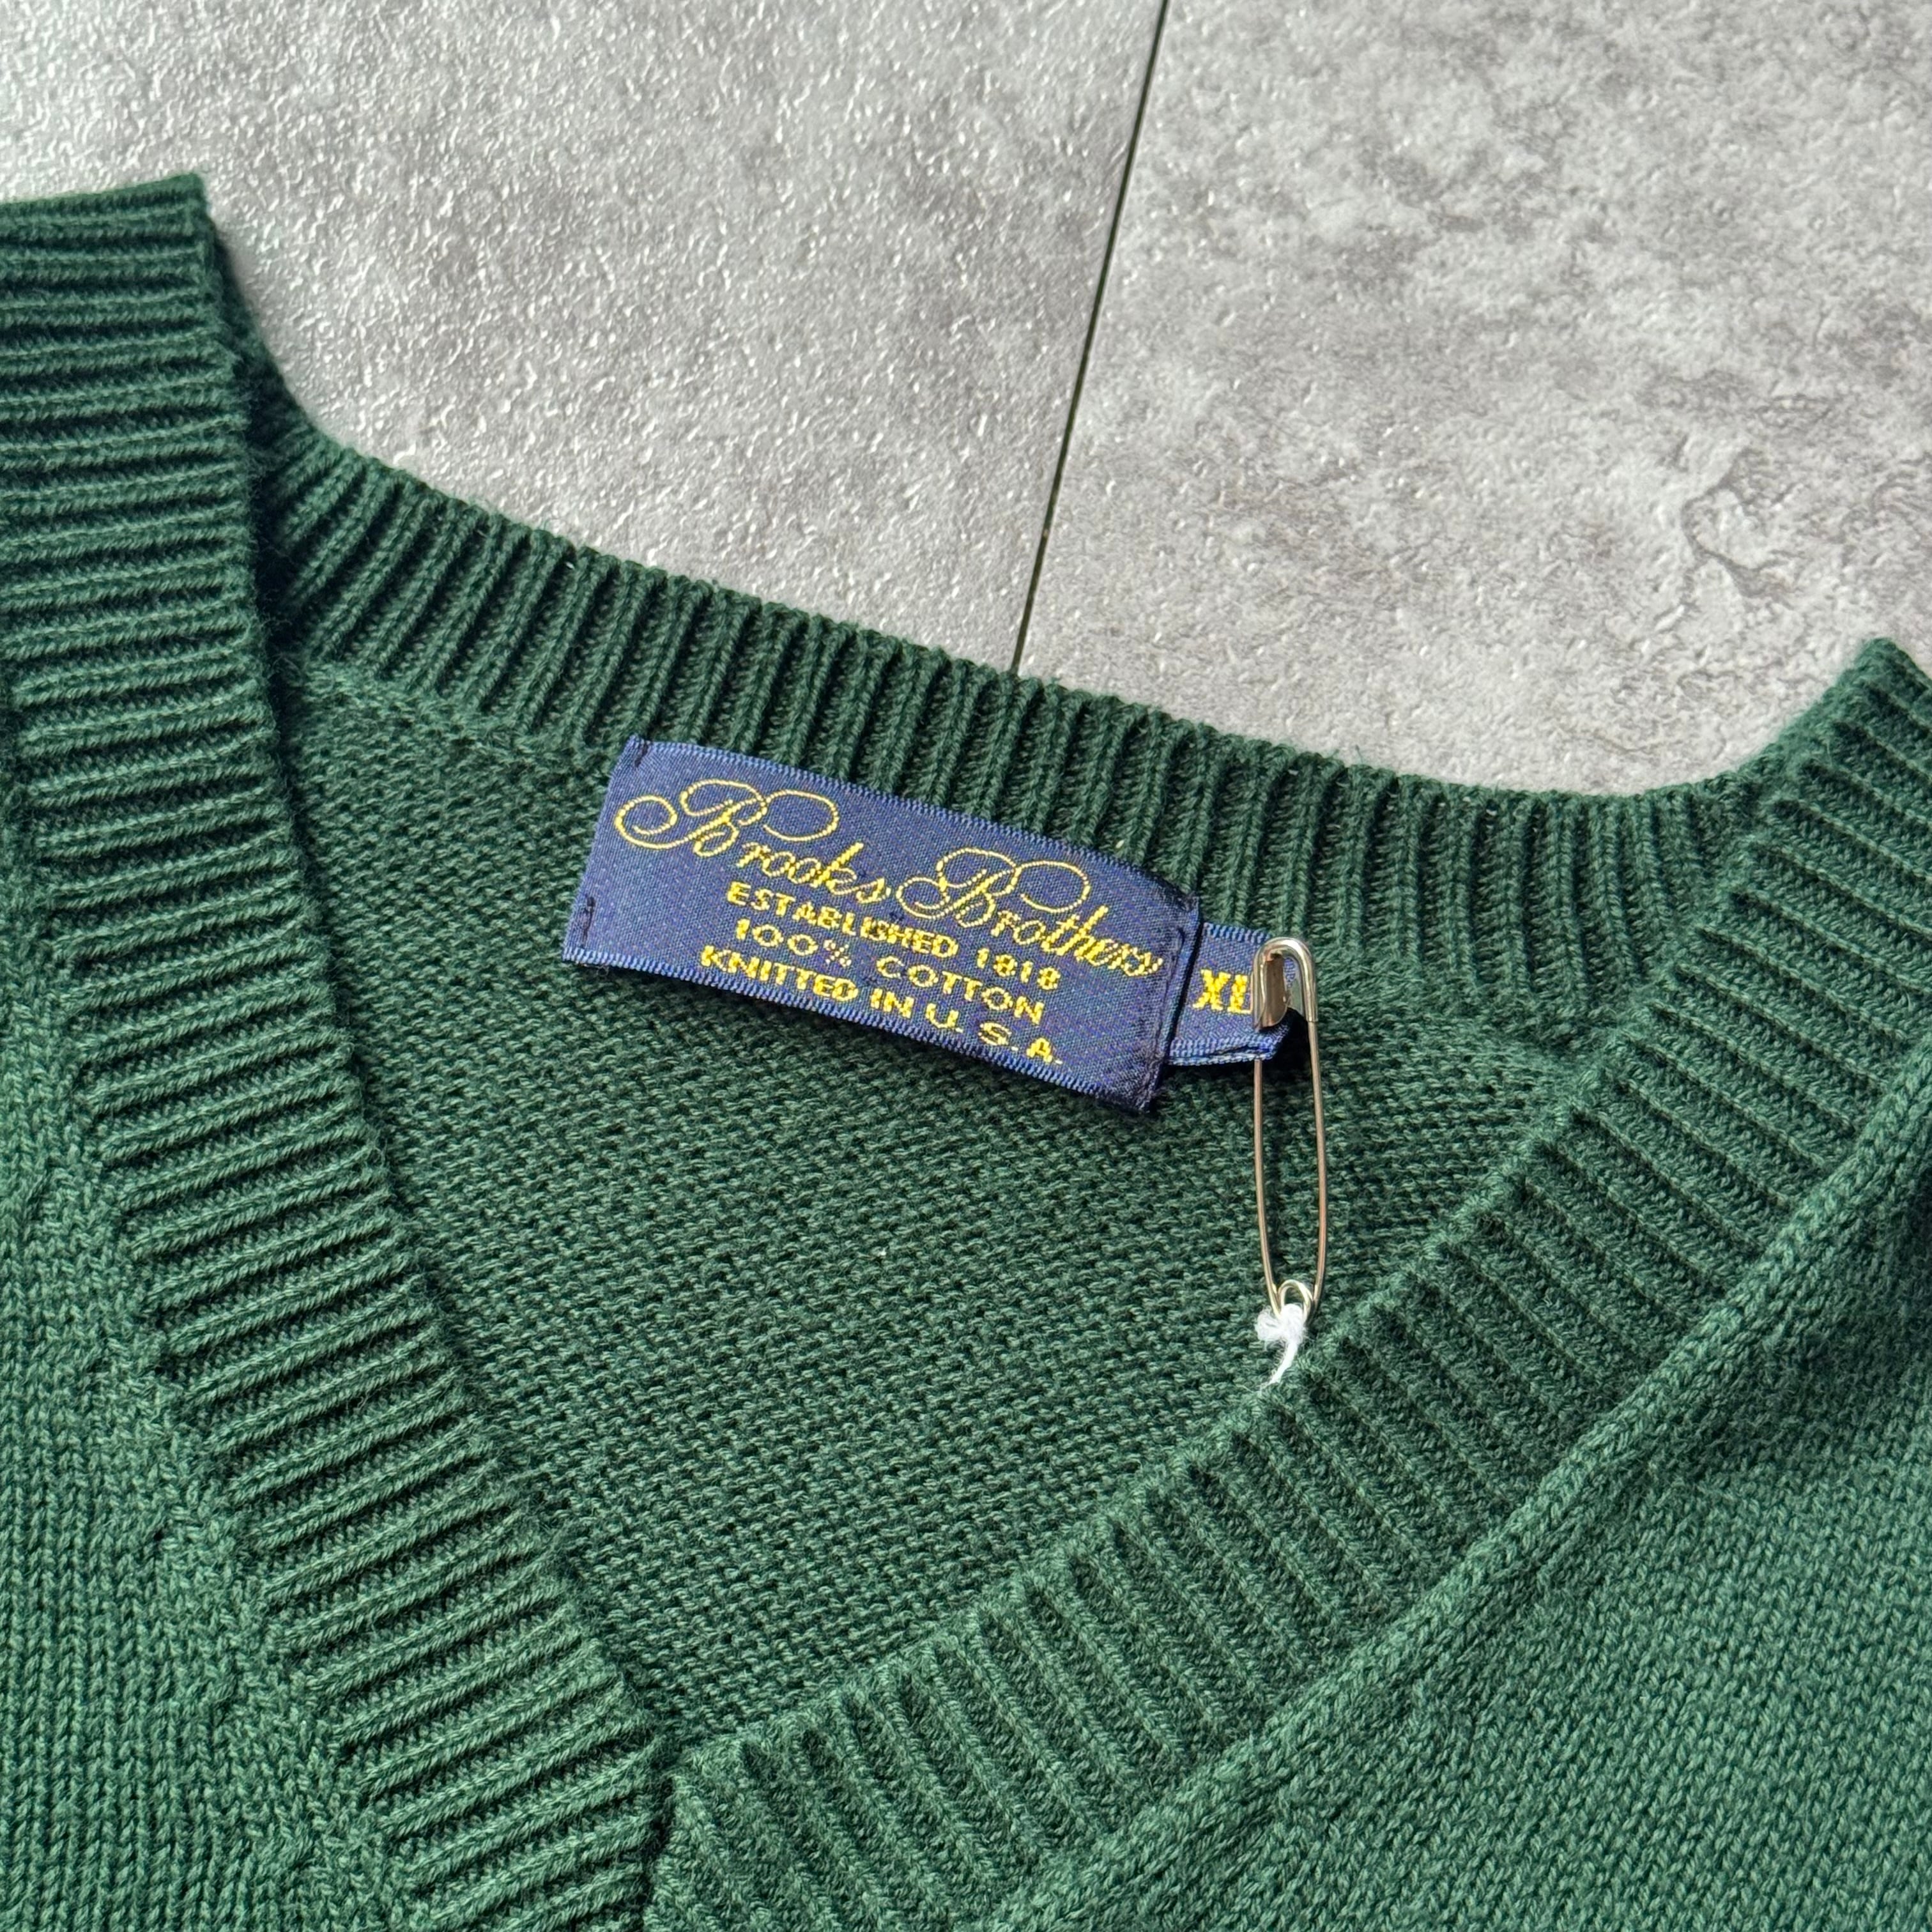 Brooks Brothers
ESTABLISHED 1818
100% COTTON
KNITTED IN U.S.A.
XL